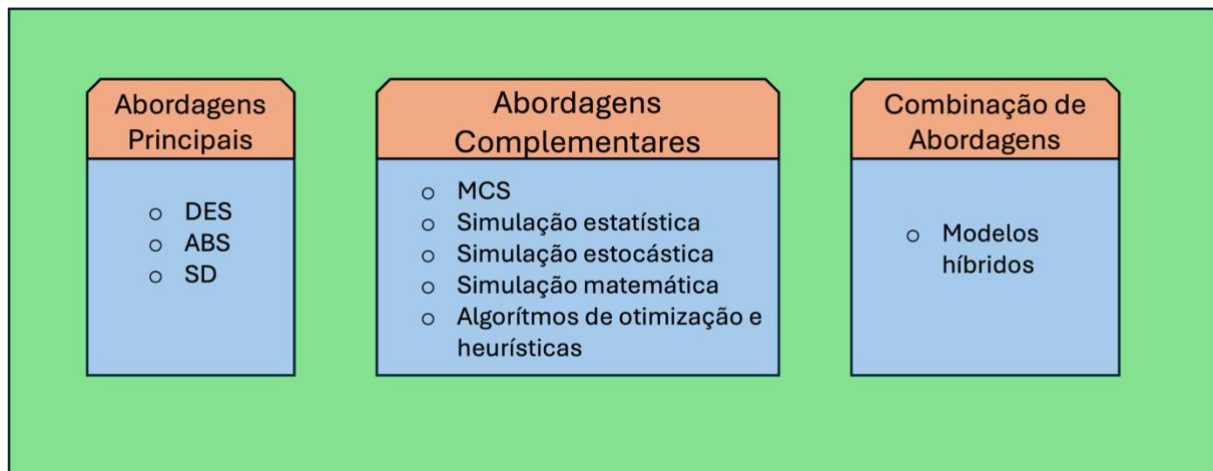 Abordagens
Principais
○ DES
○ ABS
○ SD
Abordagens
Complementares
○ MCS
○ Simulação estatística
○ Simulação estocástica
○ Simulação matemática
○ Algorítmos de otimização e
heurísticas
Combinação de
Abordagens
○ Modelos
híbridos